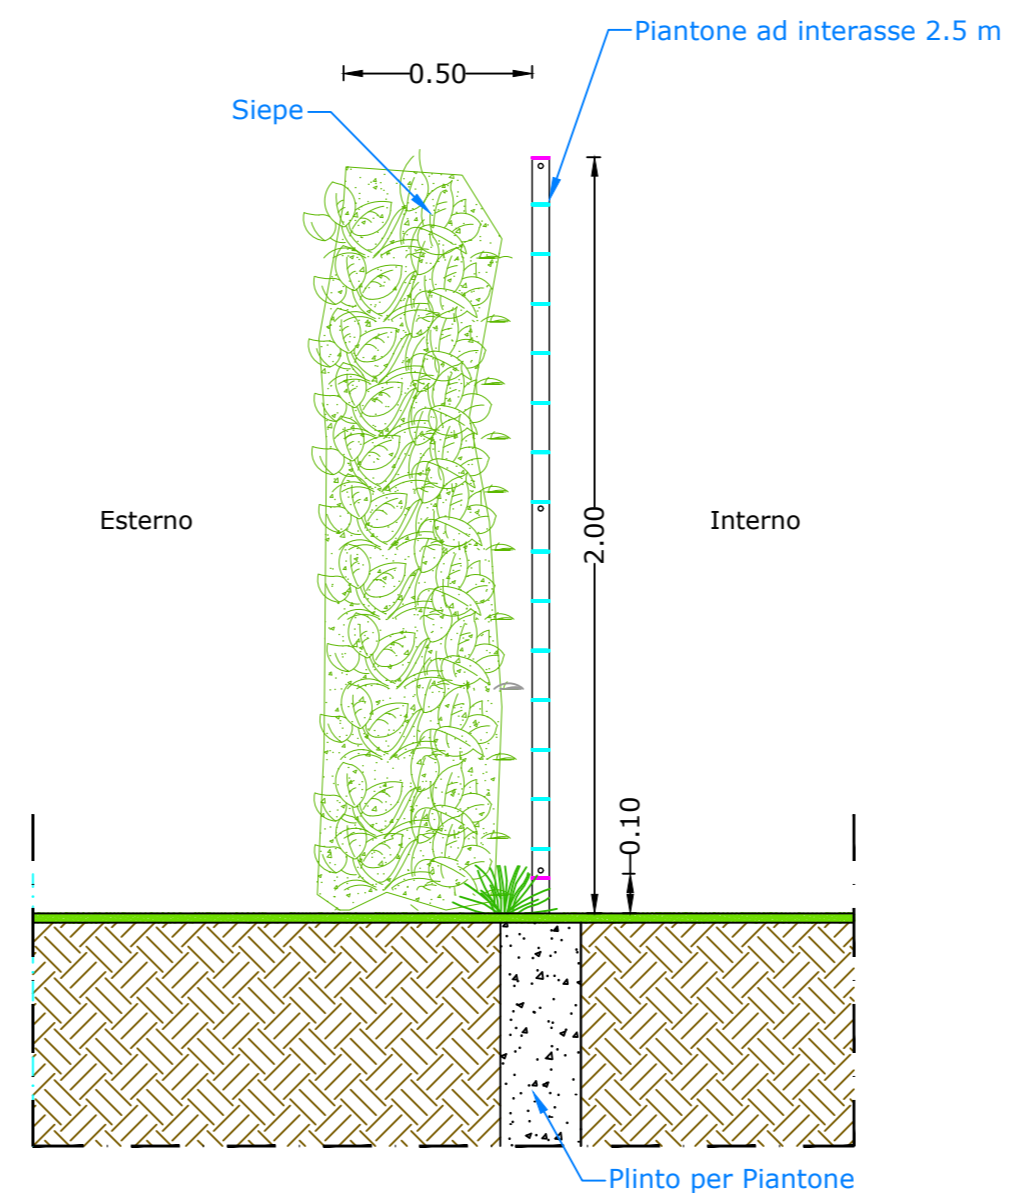 Piantone ad interasse 2.5 m
0.50
Siepe
2.00
Esterno
Interno
0.10
Plinto per Piantone